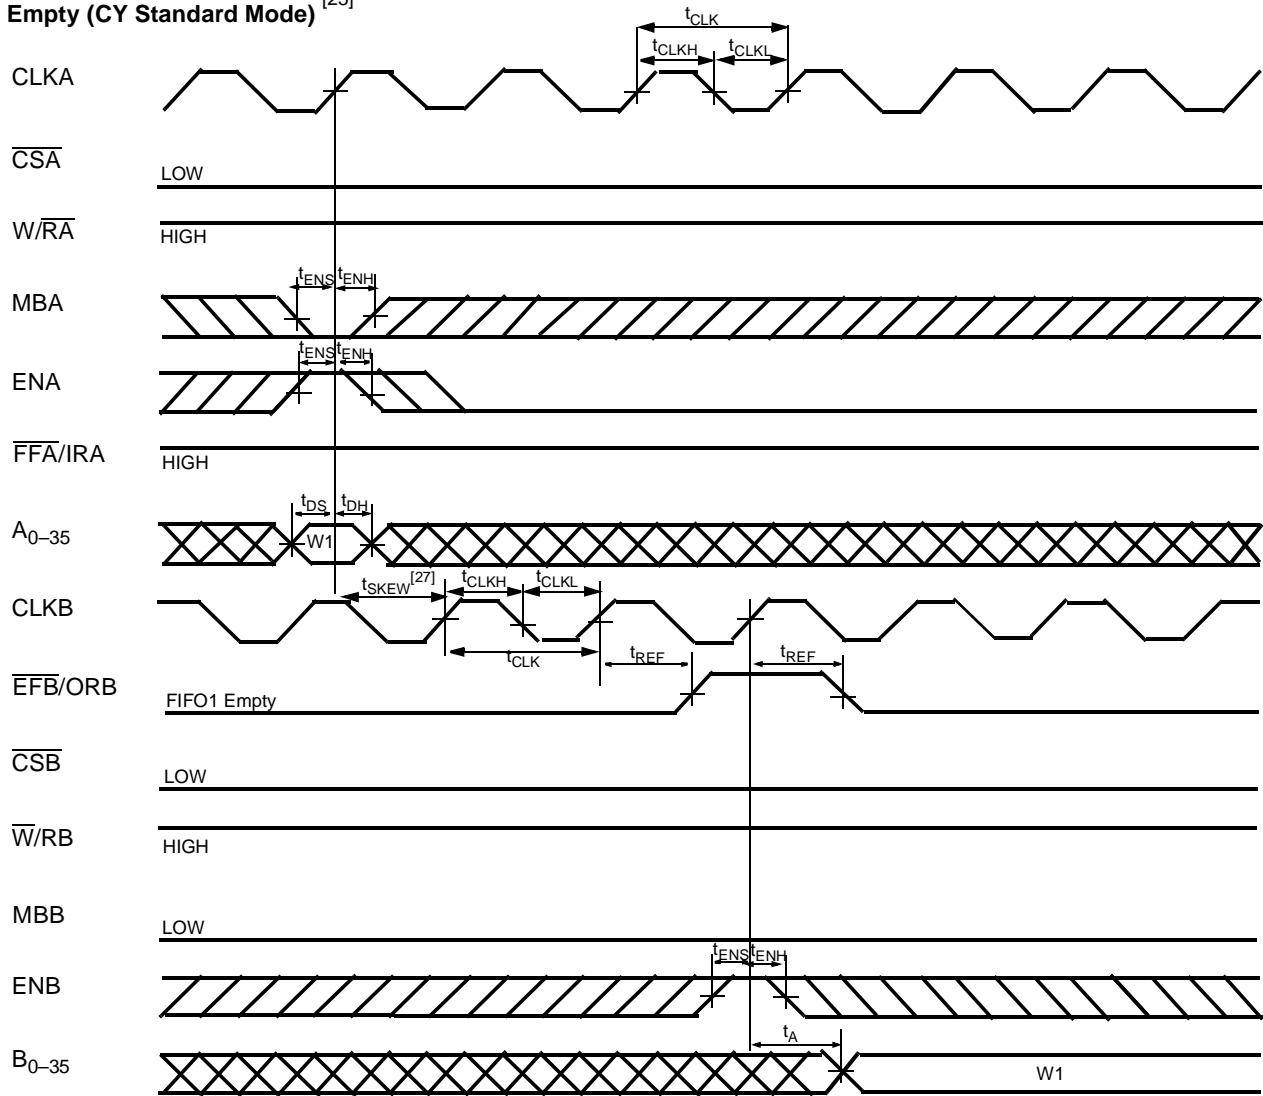 Empty (CY Standard Mode) [25]
tCLK
tCLKH tCLKL
CLKA
CSA
LOW
W/RA
HIGH
tENS tENH
MBA
tENS tENH
ENA
FFA/IRA
HIGH
tDS tDH
A0–35
W1
tSKEW[27] tCLKH tCLKL
CLKB
tCLK tREF tREF
EFB/ORB
FIFO1 Empty
CSB
LOW
W/RB
HIGH
MBB
LOW
tENS tENH
ENB
tA
B0–35
W1